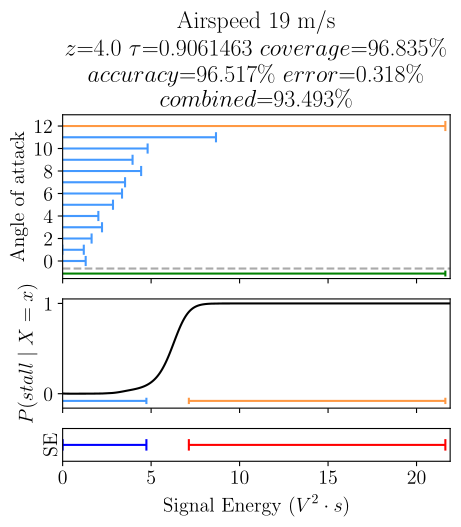 Airspeed 19 m/s
z=4.0 τ=0.9061463 coverage=96.835%
accuracy=96.517% error=0.318%
combined=93.493%
Angle of attack
12
10
8
6
4
2
0
P(stall | X = x)
1
0
SE
0 5 10 15 20
Signal Energy (V² · s)